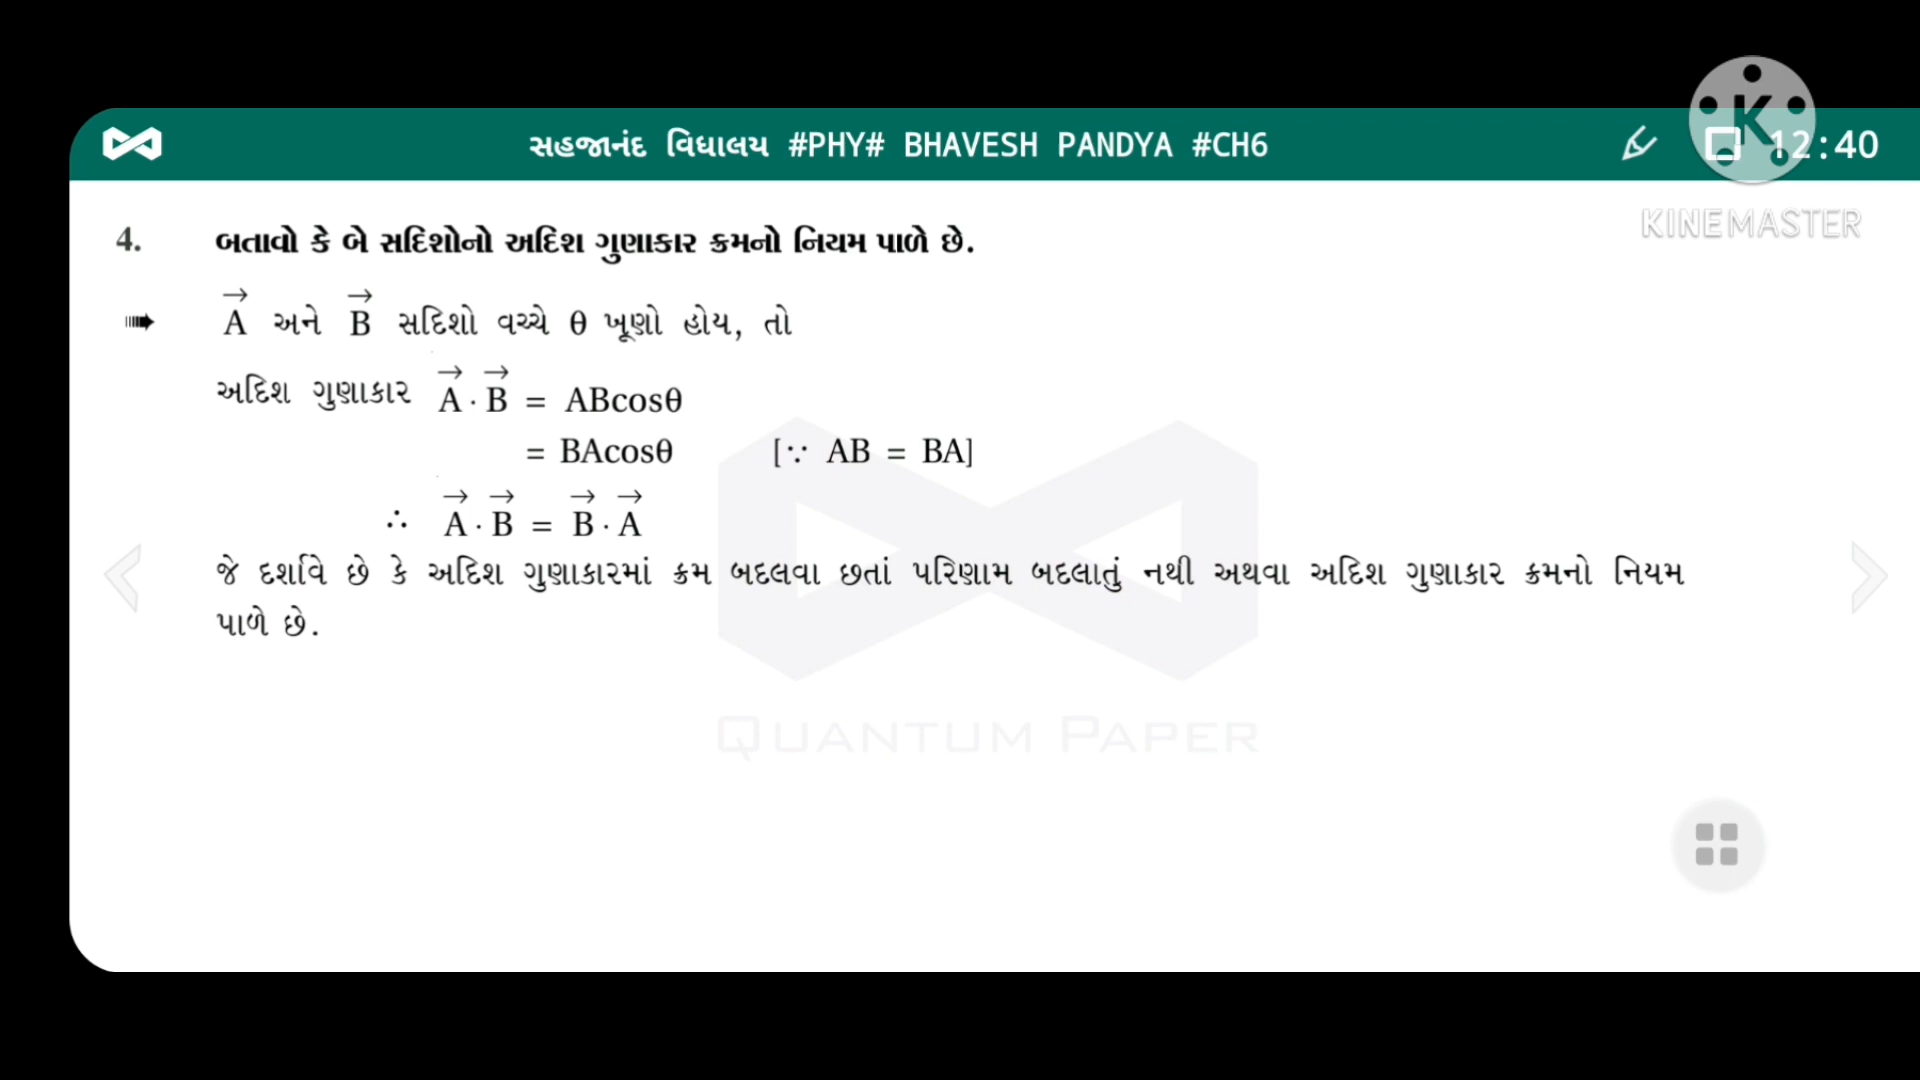 સહજાનંદ વિધાલય #PHY# BHAVESH PANDYA #CH6
12:40
KINEMASTER
4. બતાવો કે બે સદિશોનો અદિશ ગુણાકાર ક્રમનો નિયમ પાળે છે.
➠ A→ અને B→ સદિશો વચ્ચે θ ખૂણો હોય, તો
અદિશ ગુણાકાર A→ · B→ = ABcosθ
= BAcosθ [∵ AB = BA]
∴ A→ · B→ = B→ · A→
જે દર્શાવે છે કે અદિશ ગુણાકારમાં ક્રમ બદલવા છતાં પરિણામ બદલાતું નથી અથવા અદિશ ગુણાકાર ક્રમનો નિયમ
પાળે છે.
QUANTUM PAPER